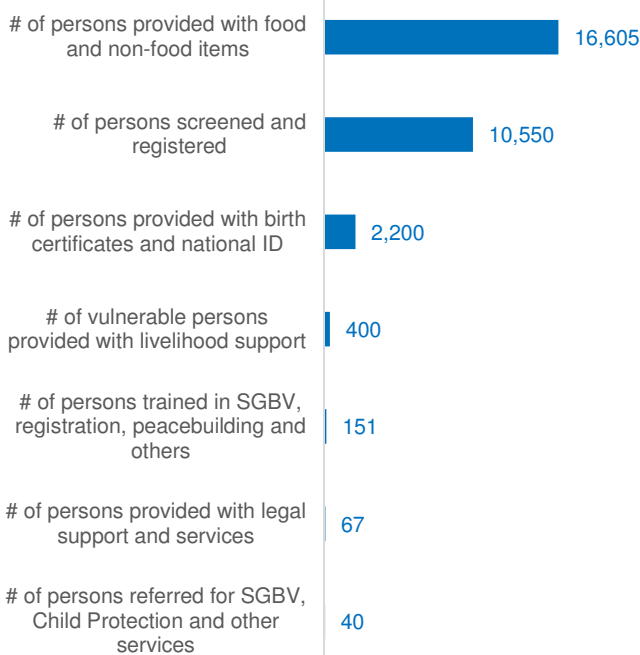 # of persons provided with food
and non-food items
16,605
# of persons screened and
registered
10,550
# of persons provided with birth
certificates and national ID
2,200
# of vulnerable persons
provided with livelihood support
400
# of persons trained in SGBV,
registration, peacebuilding and
others
151
# of persons provided with legal
support and services
67
# of persons referred for SGBV,
Child Protection and other
services
40